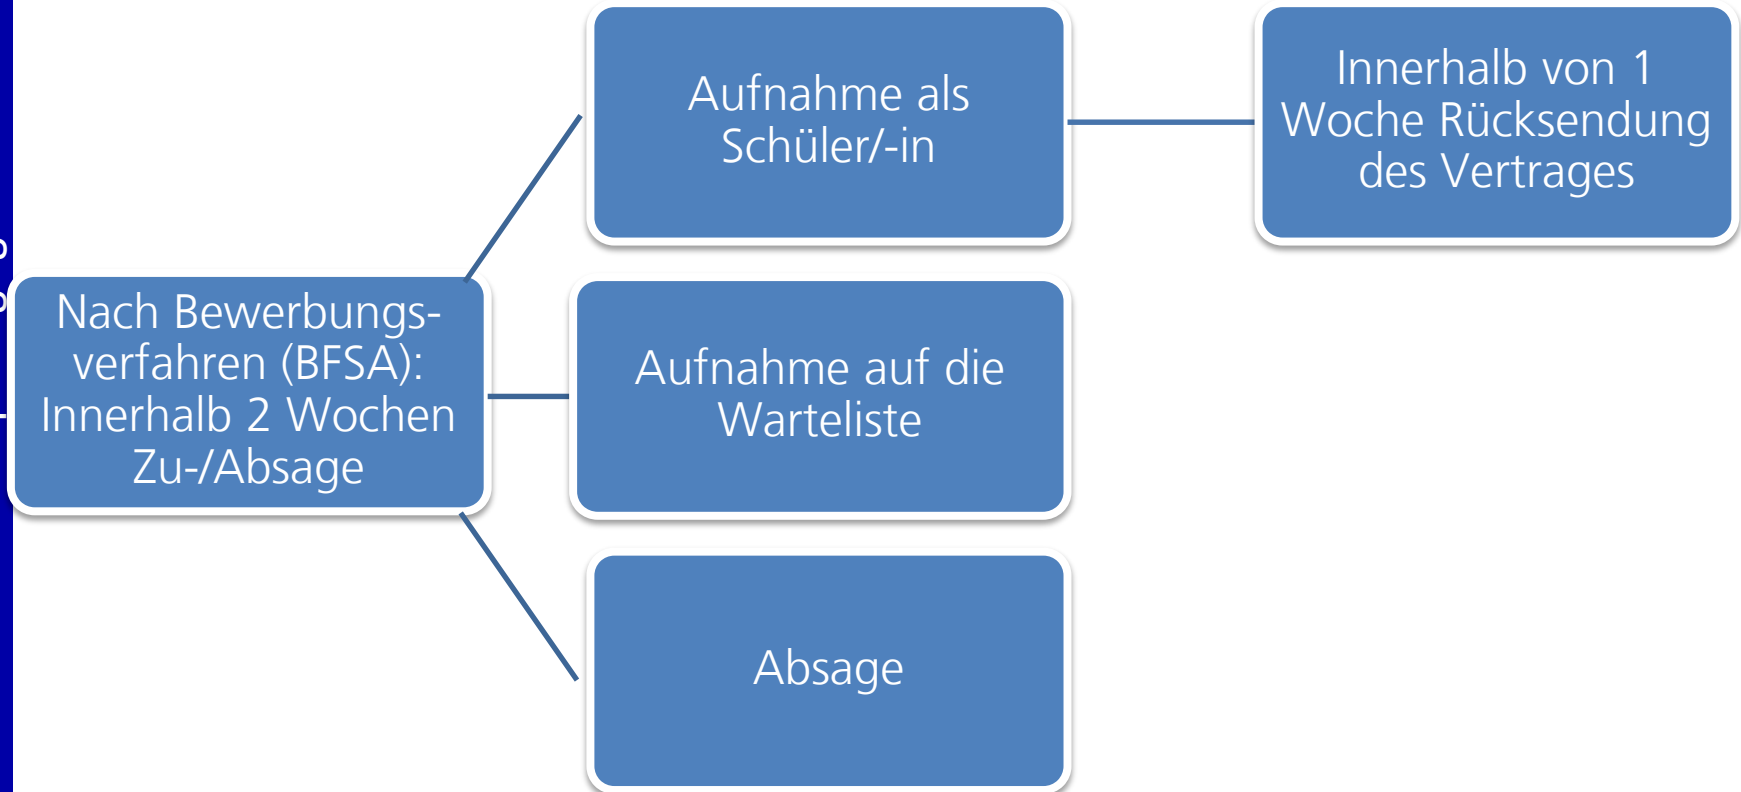 Aufnahme als
Schüler/-in
Innerhalb von 1
Woche Rücksendung
des Vertrages
Nach Bewerbungs-
verfahren (BFSA):
Innerhalb 2 Wochen
Zu-/Absage
Aufnahme auf die
Warteliste
Absage